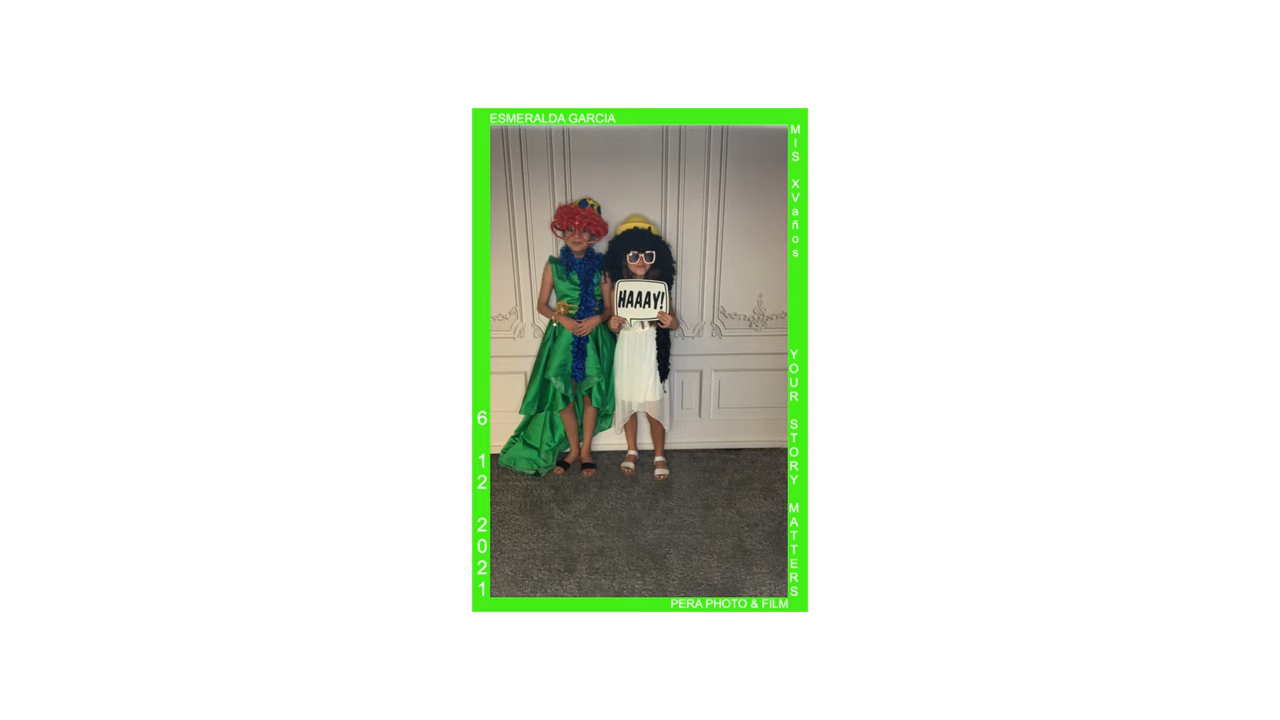 ESMERALDA GARCIA
MIS XVaños
HAAAY!
YOUR STORY MATTERS
6 12 2021
PERA PHOTO & FILM